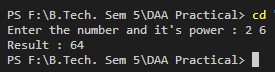 PS F:\B.Tech. Sem 5\DAA Practical> cd
Enter the number and it's power : 2 6
Result : 64
PS F:\B.Tech. Sem 5\DAA Practical>